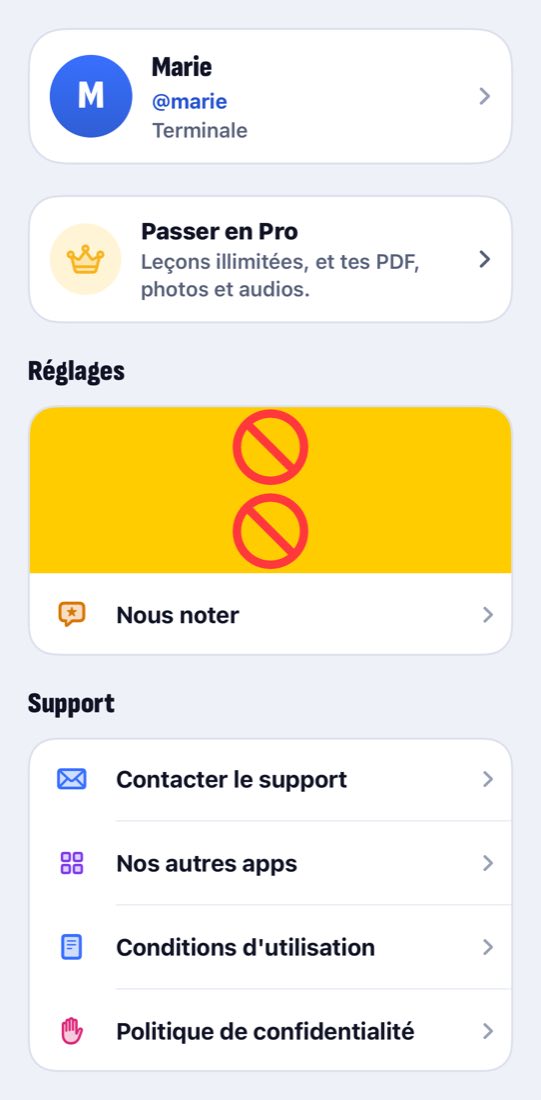 M
Marie
@marie
Terminale
Passer en Pro
Leçons illimitées, et tes PDF,
photos et audios.
Réglages
Nous noter
Support
Contacter le support
Nos autres apps
Conditions d'utilisation
Politique de confidentialité